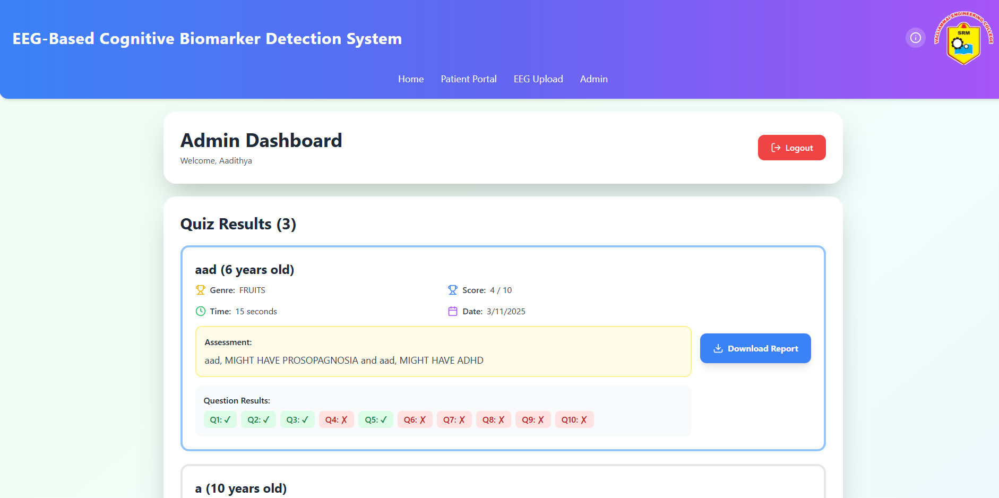 EEG-Based Cognitive Biomarker Detection System
VALLIAMMAI ENGINEERING COLLEGE
SRM
Home Patient Portal EEG Upload Admin
Admin Dashboard
Welcome, Aadithya
Logout
Quiz Results (3)
aad (6 years old)
Genre: FRUITS
Score: 4 / 10
Time: 15 seconds
Date: 3/11/2025
Assessment:
aad, MIGHT HAVE PROSOPAGNOSIA and aad, MIGHT HAVE ADHD
Download Report
Question Results:
Q1: ✓ Q2: ✓ Q3: ✓ Q4: ✗ Q5: ✓ Q6: ✗ Q7: ✗ Q8: ✗ Q9: ✗ Q10: ✗
a (10 years old)